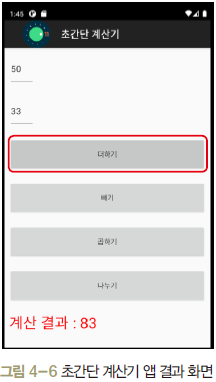 1:45
초간단 계산기
50
33
더하기
빼기
곱하기
나누기
계산 결과 : 83
그림 4-6 초간단 계산기 앱 결과 화면